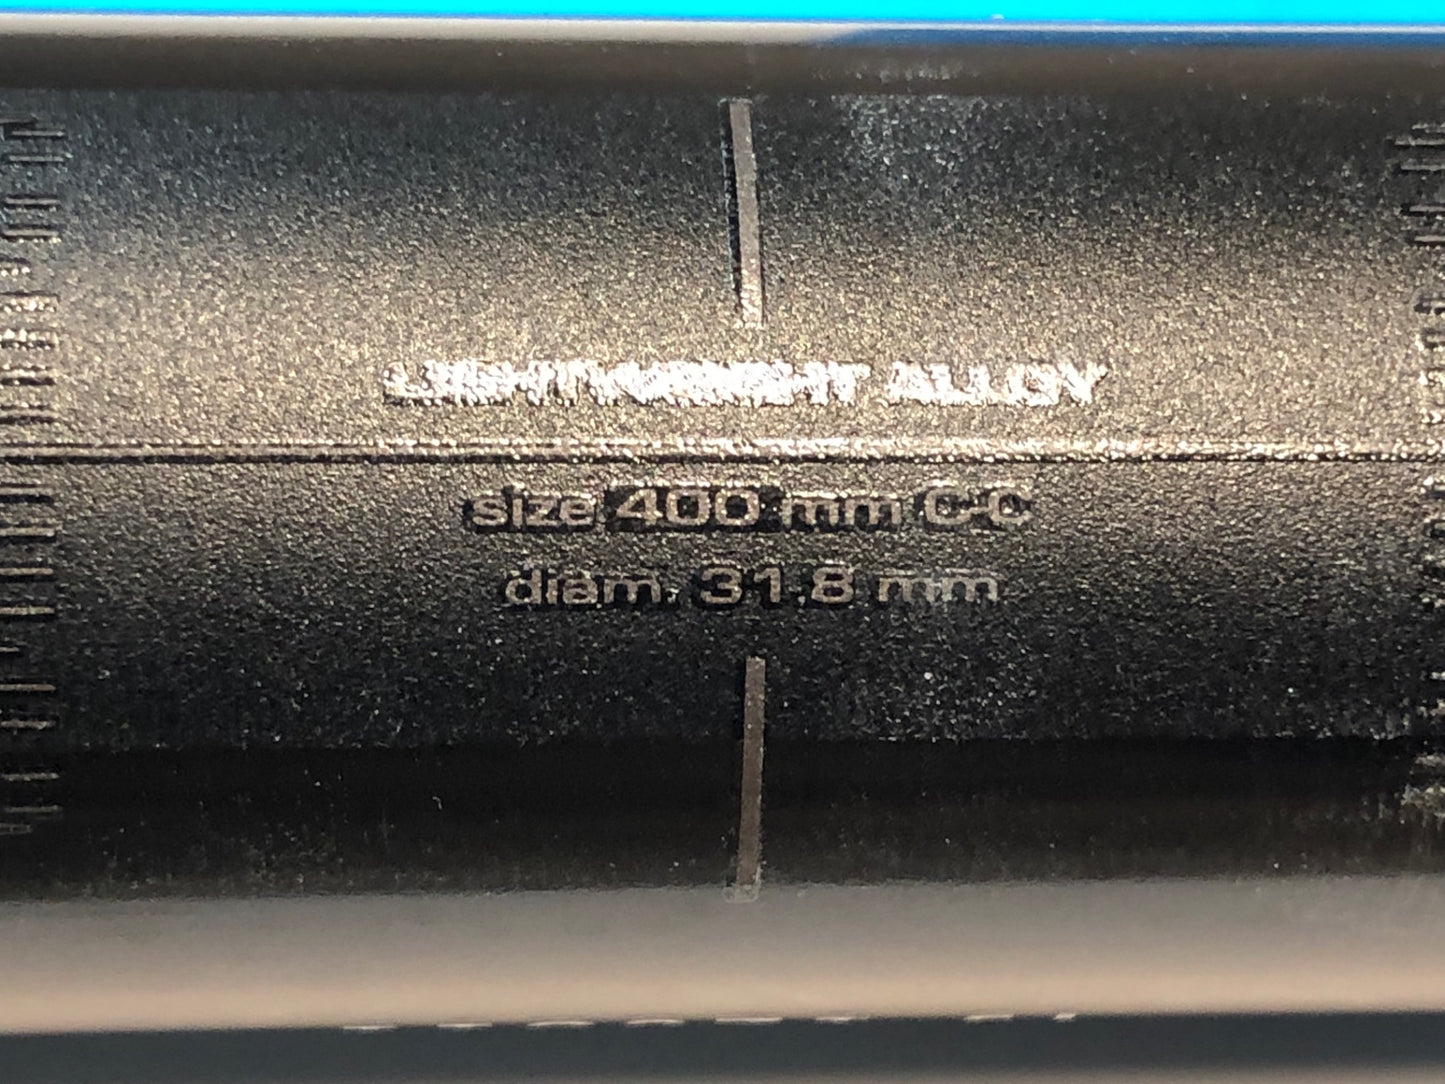 LIGHTWEIGHT ALLOY
size 400 mm C-C
diam. 31.8 mm